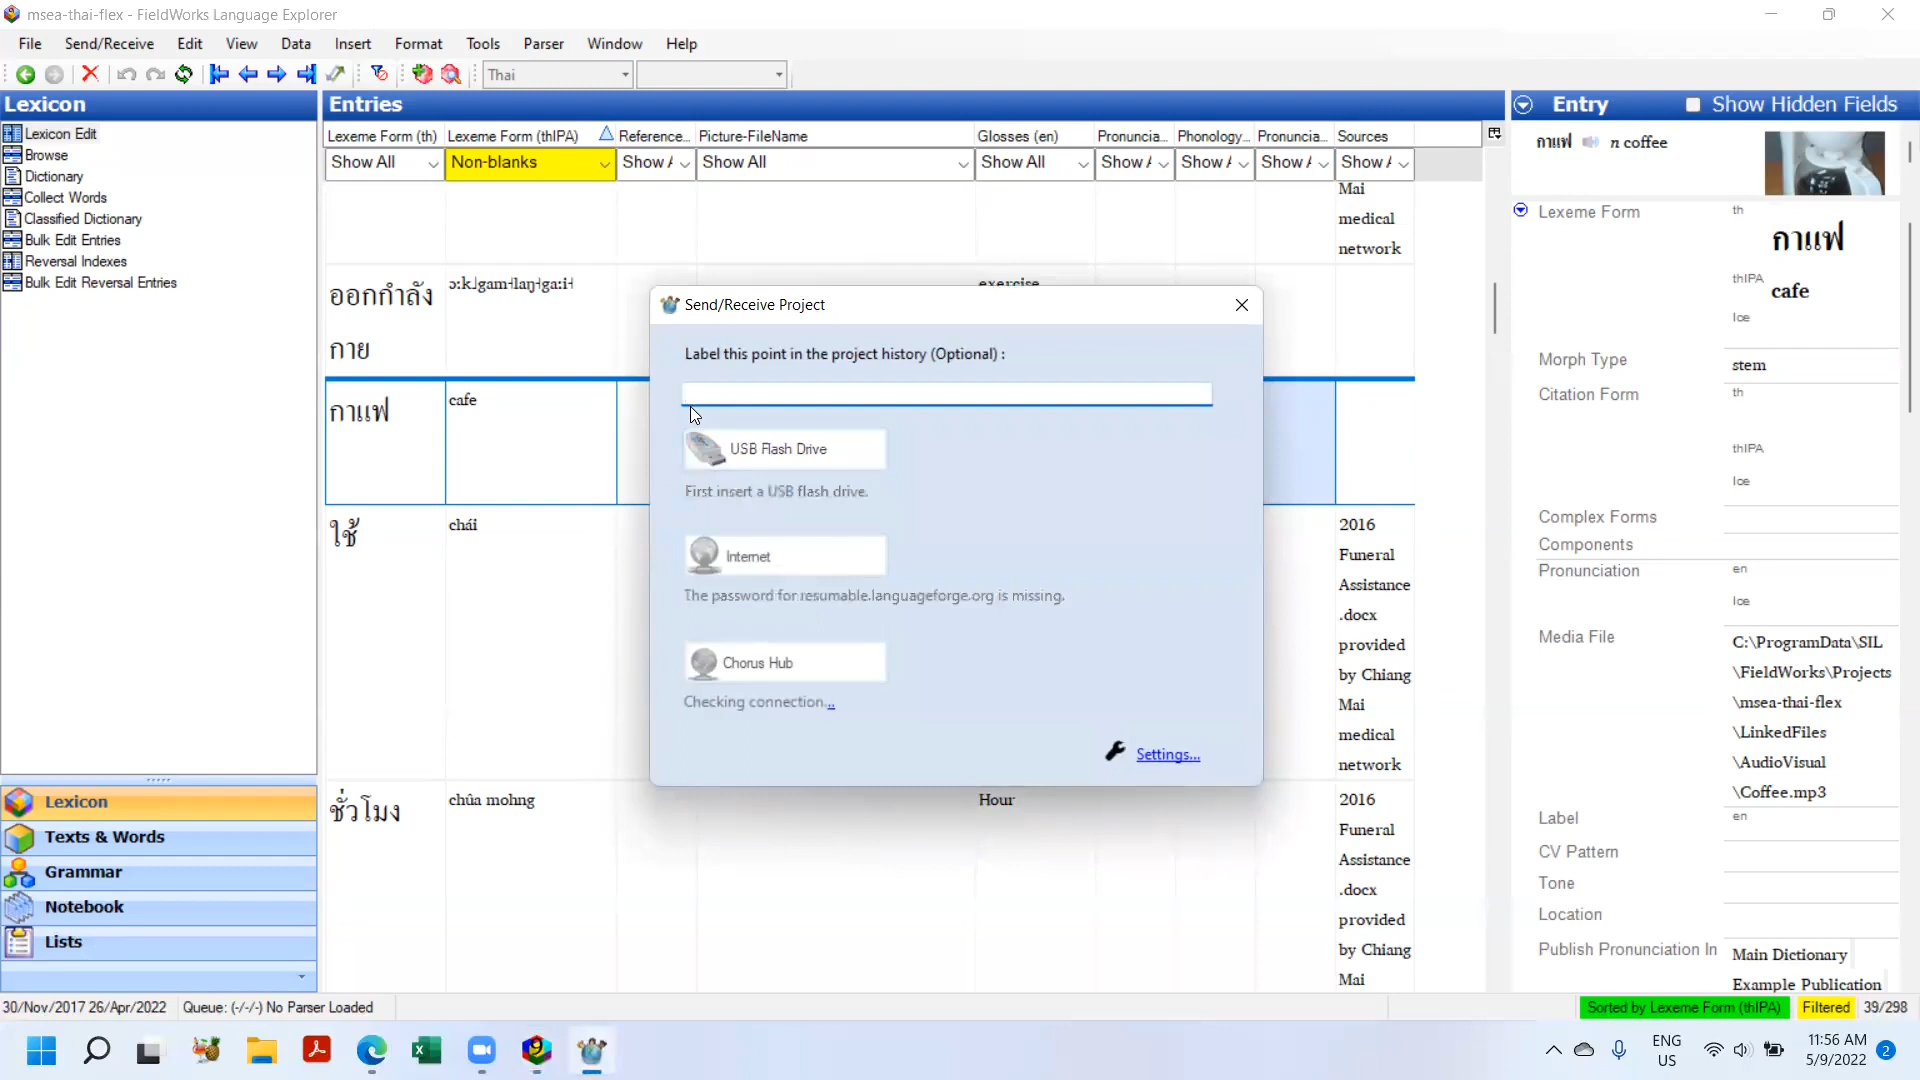 msea-thai-flex - FieldWorks Language Explorer
File Send/Receive Edit View Data Insert Format Tools Parser Window Help
Thai
Lexicon
Lexicon Edit
Browse
Dictionary
Collect Words
Classified Dictionary
Bulk Edit Entries
Reversal Indexes
Bulk Edit Reversal Entries
Lexicon
Texts & Words
Grammar
Notebook
Lists
Entries
Lexeme Form (th) Lexeme Form (thIPA) Reference... Picture-FileName Glosses (en) Pronuncia... Phonology... Pronuncia... Sources
Show All Non-blanks Show A Show All Show All Show A Show A Show A Show A
Mai
medical
network
ออกกำลัง
กาย
ɔːk˩gam˧laŋ˧gaːi˧
exercise
กาแฟ
cafe
ใช้
chái
2016
Funeral
Assistance
.docx
provided
by Chiang
Mai
medical
network
ชั่วโมง
chûa mohng
Hour
2016
Funeral
Assistance
.docx
provided
by Chiang
Mai
Send/Receive Project
Label this point in the project history (Optional) :
USB Flash Drive
First insert a USB flash drive.
Internet
The password for resumable.languageforge.org is missing.
Chorus Hub
Checking connection...
Settings...
Entry Show Hidden Fields
กาแฟ n coffee
Lexeme Form th
กาแฟ
thIPA cafe
Ice
Morph Type stem
Citation Form th
thIPA
Ice
Complex Forms
Components
Pronunciation en
Ice
Media File C:\ProgramData\SIL
\FieldWorks\Projects
\msea-thai-flex
\LinkedFiles
\AudioVisual
\Coffee.mp3
Label en
CV Pattern
Tone
Location
Publish Pronunciation In Main Dictionary
Example Publication
30/Nov/2017 26/Apr/2022 Queue: (-/-/-) No Parser Loaded
Sorted by Lexeme Form (thIPA) Filtered 39/298
ENG
US
11:56 AM
5/9/2022
2